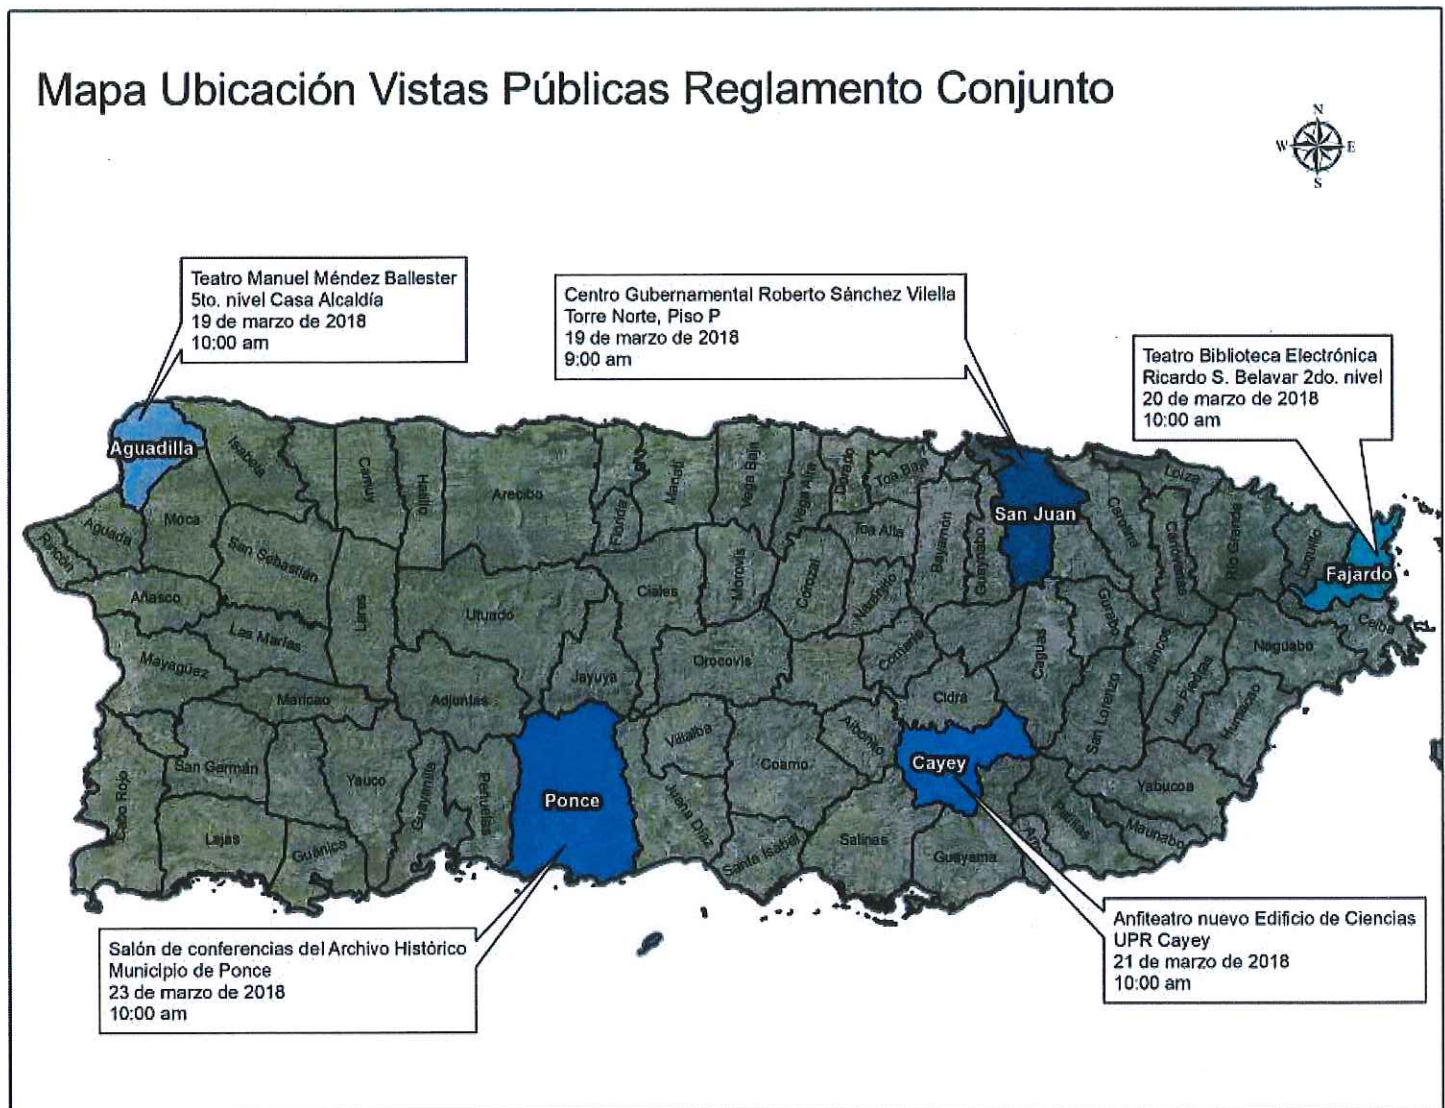 Mapa Ubicación Vistas Públicas Reglamento Conjunto
N
W
E
S
Teatro Manuel Méndez Ballester
5to. nivel Casa Alcaldía
19 de marzo de 2018
10:00 am
Centro Gubernamental Roberto Sánchez Vilella
Torre Norte, Piso P
19 de marzo de 2018
9:00 am
Teatro Biblioteca Electrónica
Ricardo S. Belavar 2do. nivel
20 de marzo de 2018
10:00 am
Aguadilla
Isabela
Camuy
Hatillo
Arecibo
Florida
Manatí
Vega Baja
Vega Alta
Dorado
Toa Baja
Loiza
San Juan
Moca
Aguada
Rincón
San Sebastián
Toa Alta
Bayamón
Guaynabo
Carolina
Canóvanas
Río Grande
Luquillo
Fajardo
Añasco
Lares
Utuado
Ciales
Morovis
Corozal
Naranjito
Gurabo
Ceiba
Las Marías
Mayagüez
Maricao
Adjuntas
Jayuya
Orocovis
Comerío
Cidra
Caguas
Juncos
Las Piedras
Naguabo
San Lorenzo
Humacao
Cabo Rojo
San Germán
Yauco
Guayanilla
Peñuelas
Ponce
Villalba
Juana Díaz
Coamo
Aibonito
Cayey
Yabucoa
Patillas
Maunabo
Lajas
Guánica
Santa Isabel
Salinas
Guayama
Salón de conferencias del Archivo Histórico
Municipio de Ponce
23 de marzo de 2018
10:00 am
Anfiteatro nuevo Edificio de Ciencias
UPR Cayey
21 de marzo de 2018
10:00 am